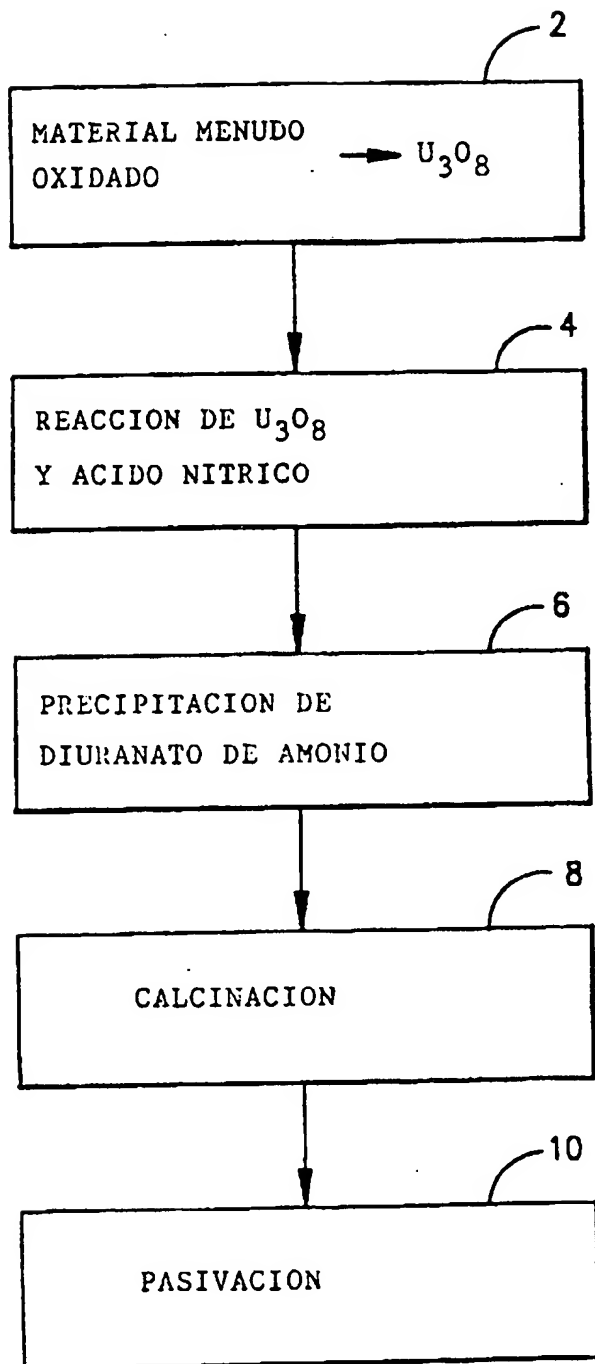 2
MATERIAL MENUDO
OXIDADO → U₃O₈
4
REACCION DE U₃O₈
Y ACIDO NITRICO
6
PRECIPITACION DE
DIURANATO DE AMONIO
8
CALCINACION
10
PASIVACION